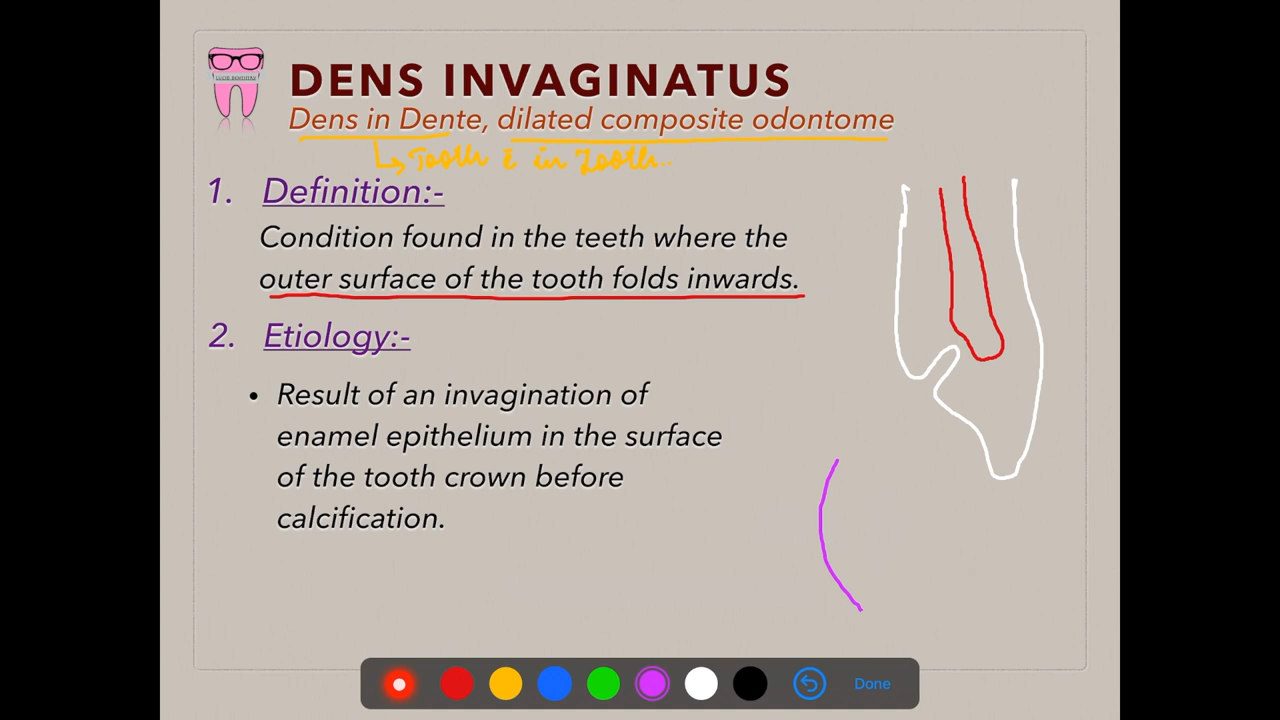 DENS INVAGINATUS
Dens in Dente, dilated composite odontome
Tooth c̄ in Tooth..
1. Definition:-
Condition found in the teeth where the
outer surface of the tooth folds inwards.
2. Etiology:-
• Result of an invagination of
enamel epithelium in the surface
of the tooth crown before
calcification.
Done